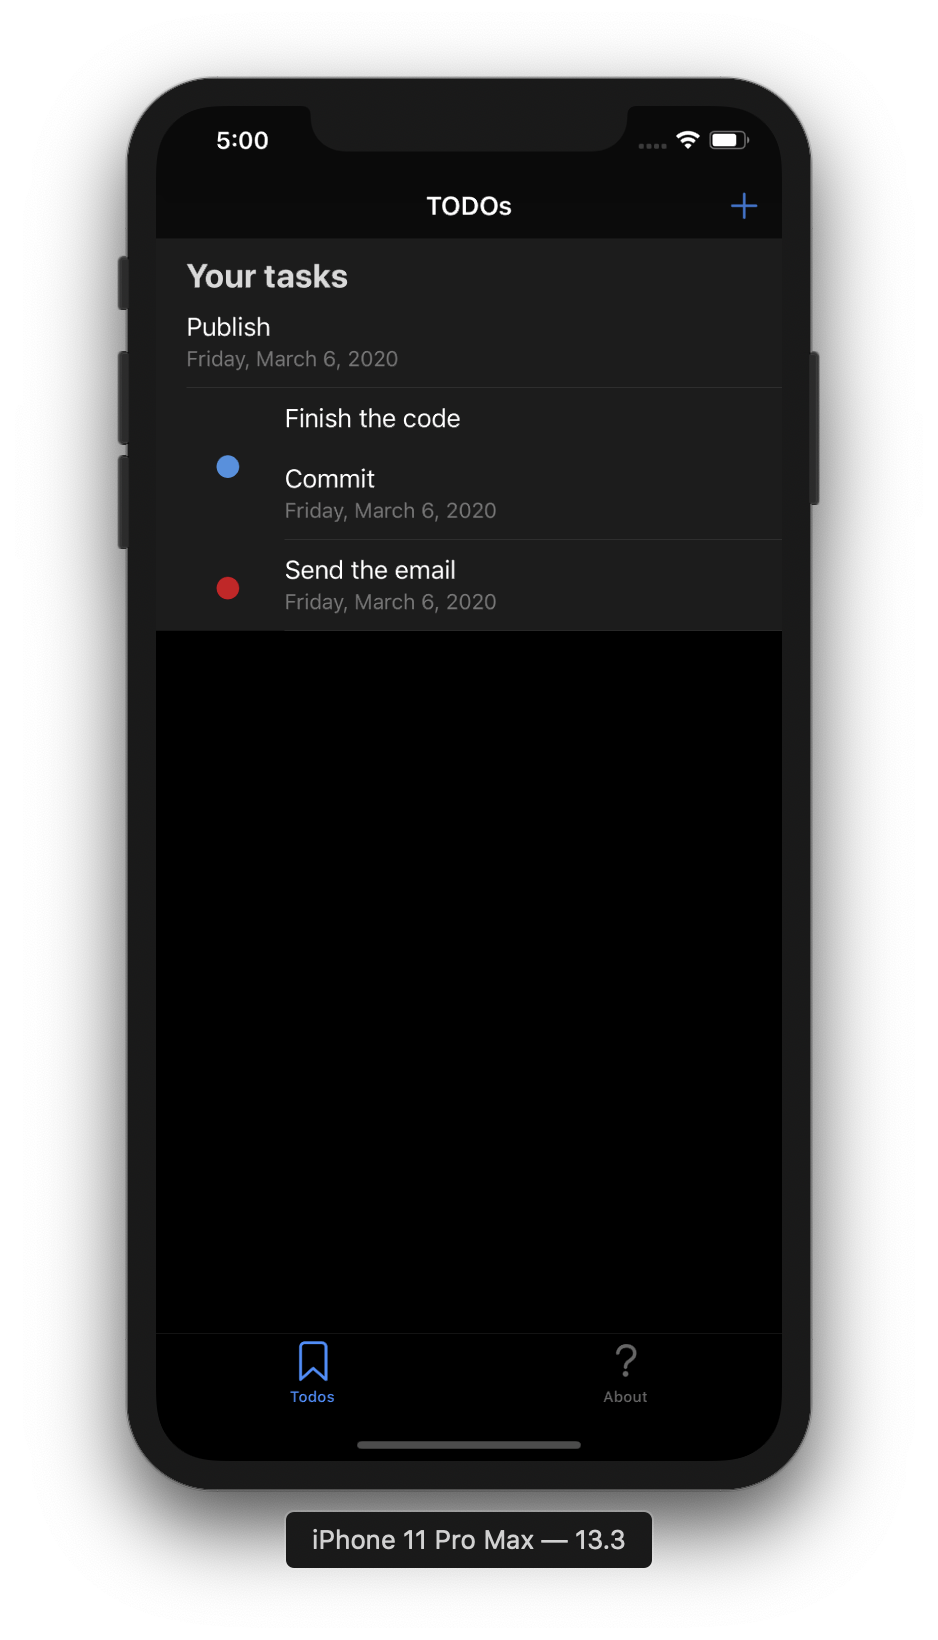 5:00
TODOs
Your tasks
Publish
Friday, March 6, 2020
Finish the code
Commit
Friday, March 6, 2020
Send the email
Friday, March 6, 2020
Todos
About
iPhone 11 Pro Max — 13.3